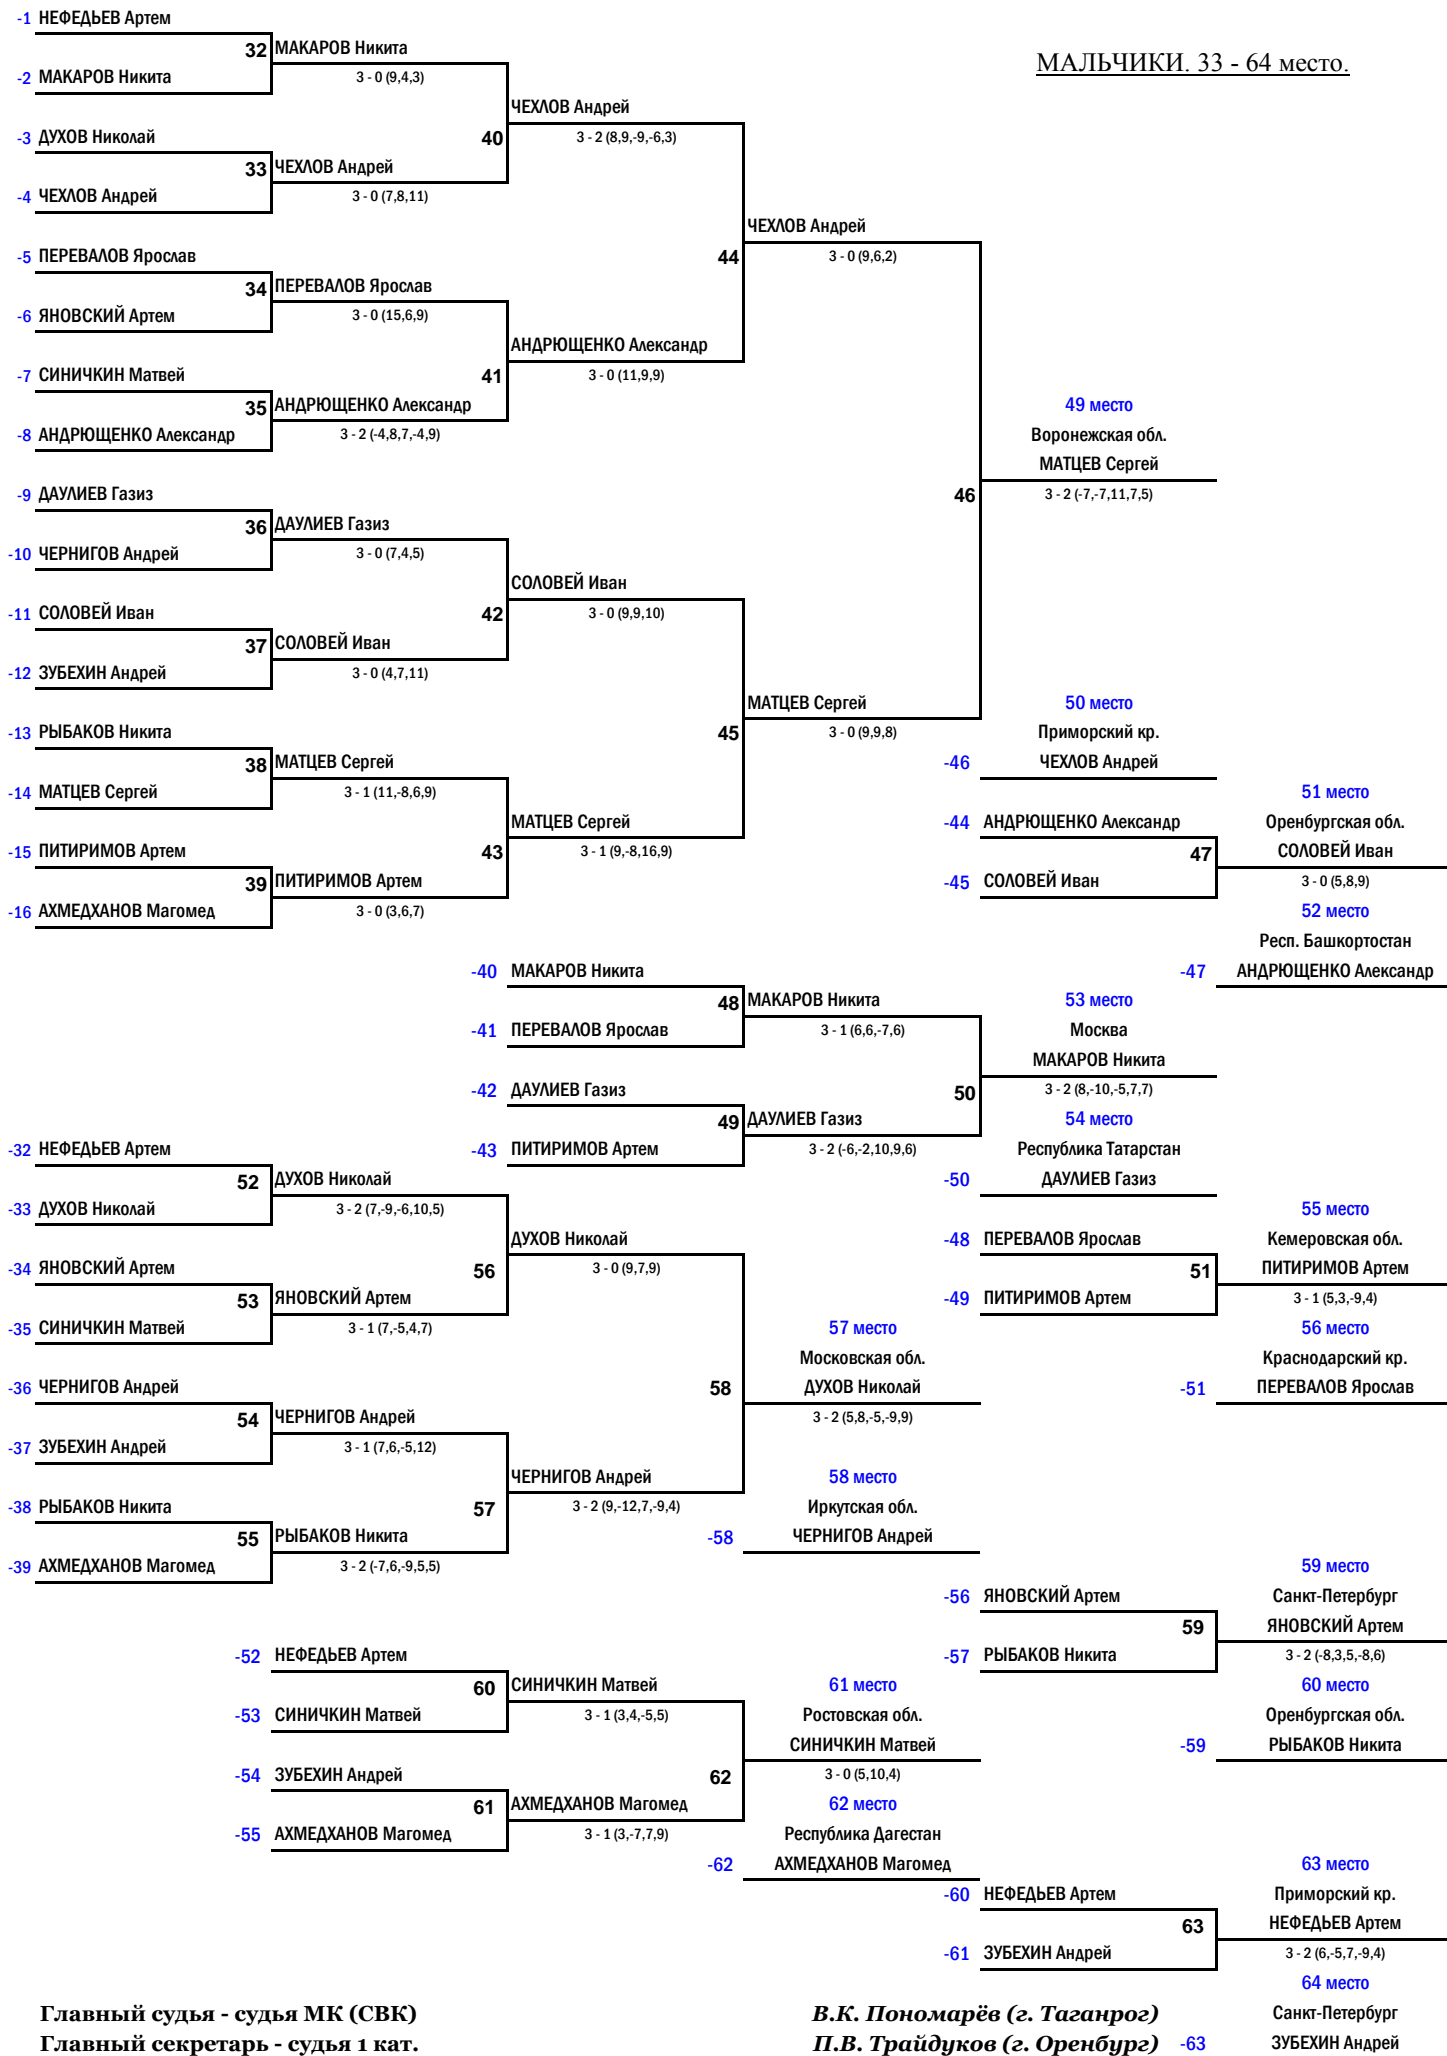 -1 НЕФЕДЬЕВ Артем
32 МАКАРОВ Никита
МАЛЬЧИКИ. 33 - 64 место.
-2 МАКАРОВ Никита
3 - 0 (9,4,3)
ЧЕХЛОВ Андрей
-3 ДУХОВ Николай
40
3 - 2 (8,9,-9,-6,3)
33 ЧЕХЛОВ Андрей
-4 ЧЕХЛОВ Андрей
3 - 0 (7,8,11)
ЧЕХЛОВ Андрей
-5 ПЕРЕВАЛОВ Ярослав
44
3 - 0 (9,6,2)
34 ПЕРЕВАЛОВ Ярослав
-6 ЯНОВСКИЙ Артем
3 - 0 (15,6,9)
АНДРЮЩЕНКО Александр
-7 СИНИЧКИН Матвей
41
3 - 0 (11,9,9)
35 АНДРЮЩЕНКО Александр
49 место
-8 АНДРЮЩЕНКО Александр
3 - 2 (-4,8,7,-4,9)
Воронежская обл.
МАТЦЕВ Сергей
-9 ДАУЛИЕВ Газиз
46
3 - 2 (-7,-7,11,7,5)
36 ДАУЛИЕВ Газиз
-10 ЧЕРНИГОВ Андрей
3 - 0 (7,4,5)
СОЛОВЕЙ Иван
-11 СОЛОВЕЙ Иван
42
3 - 0 (9,9,10)
37 СОЛОВЕЙ Иван
-12 ЗУБЕХИН Андрей
3 - 0 (4,7,11)
МАТЦЕВ Сергей
50 место
-13 РЫБАКОВ Никита
45
3 - 0 (9,9,8)
Приморский кр.
38 МАТЦЕВ Сергей
-46 ЧЕХЛОВ Андрей
-14 МАТЦЕВ Сергей
3 - 1 (11,-8,6,9)
51 место
МАТЦЕВ Сергей
-44 АНДРЮЩЕНКО Александр
Оренбургская обл.
-15 ПИТИРИМОВ Артем
43
3 - 1 (9,-8,16,9)
47
СОЛОВЕЙ Иван
39 ПИТИРИМОВ Артем
-45 СОЛОВЕЙ Иван
3 - 0 (5,8,9)
-16 АХМЕДХАНОВ Магомед
3 - 0 (3,6,7)
52 место
Респ. Башкортостан
-40 МАКАРОВ Никита
-47 АНДРЮЩЕНКО Александр
48 МАКАРОВ Никита
53 место
-41 ПЕРЕВАЛОВ Ярослав
3 - 1 (6,6,-7,6)
Москва
МАКАРОВ Никита
-42 ДАУЛИЕВ Газиз
50
3 - 2 (8,-10,-5,7,7)
49 ДАУЛИЕВ Газиз
54 место
-32 НЕФЕДЬЕВ Артем
-43 ПИТИРИМОВ Артем
3 - 2 (-6,-2,10,9,6)
Республика Татарстан
52 ДУХОВ Николай
-50 ДАУЛИЕВ Газиз
-33 ДУХОВ Николай
3 - 2 (7,-9,-6,10,5)
55 место
ДУХОВ Николай
-48 ПЕРЕВАЛОВ Ярослав
Кемеровская обл.
-34 ЯНОВСКИЙ Артем
56
3 - 0 (9,7,9)
51
ПИТИРИМОВ Артем
53 ЯНОВСКИЙ Артем
-49 ПИТИРИМОВ Артем
3 - 1 (5,3,-9,4)
-35 СИНИЧКИН Матвей
3 - 1 (7,-5,4,7)
57 место
56 место
Московская обл.
Краснодарский кр.
-36 ЧЕРНИГОВ Андрей
58
ДУХОВ Николай
-51 ПЕРЕВАЛОВ Ярослав
54 ЧЕРНИГОВ Андрей
3 - 2 (5,8,-5,-9,9)
-37 ЗУБЕХИН Андрей
3 - 1 (7,6,-5,12)
ЧЕРНИГОВ Андрей
58 место
-38 РЫБАКОВ Никита
57
3 - 2 (9,-12,7,-9,4)
Иркутская обл.
55 РЫБАКОВ Никита
-58 ЧЕРНИГОВ Андрей
-39 АХМЕДХАНОВ Магомед
3 - 2 (-7,6,-9,5,5)
59 место
-56 ЯНОВСКИЙ Артем
Санкт-Петербург
59
ЯНОВСКИЙ Артем
-52 НЕФЕДЬЕВ Артем
-57 РЫБАКОВ Никита
3 - 2 (-8,3,5,-8,6)
60 СИНИЧКИН Матвей
61 место
60 место
-53 СИНИЧКИН Матвей
3 - 1 (3,4,-5,5)
Ростовская обл.
Оренбургская обл.
СИНИЧКИН Матвей
-59 РЫБАКОВ Никита
-54 ЗУБЕХИН Андрей
62
3 - 0 (5,10,4)
61 АХМЕДХАНОВ Магомед
62 место
-55 АХМЕДХАНОВ Магомед
3 - 1 (3,-7,7,9)
Республика Дагестан
-62 АХМЕДХАНОВ Магомед
63 место
-60 НЕФЕДЬЕВ Артем
Приморский кр.
63
НЕФЕДЬЕВ Артем
-61 ЗУБЕХИН Андрей
3 - 2 (6,-5,7,-9,4)
64 место
Главный судья - судья МК (СВК)
В.К. Пономарёв (г. Таганрог)
Санкт-Петербург
Главный секретарь - судья 1 кат.
П.В. Трайдуков (г. Оренбург)
-63 ЗУБЕХИН Андрей